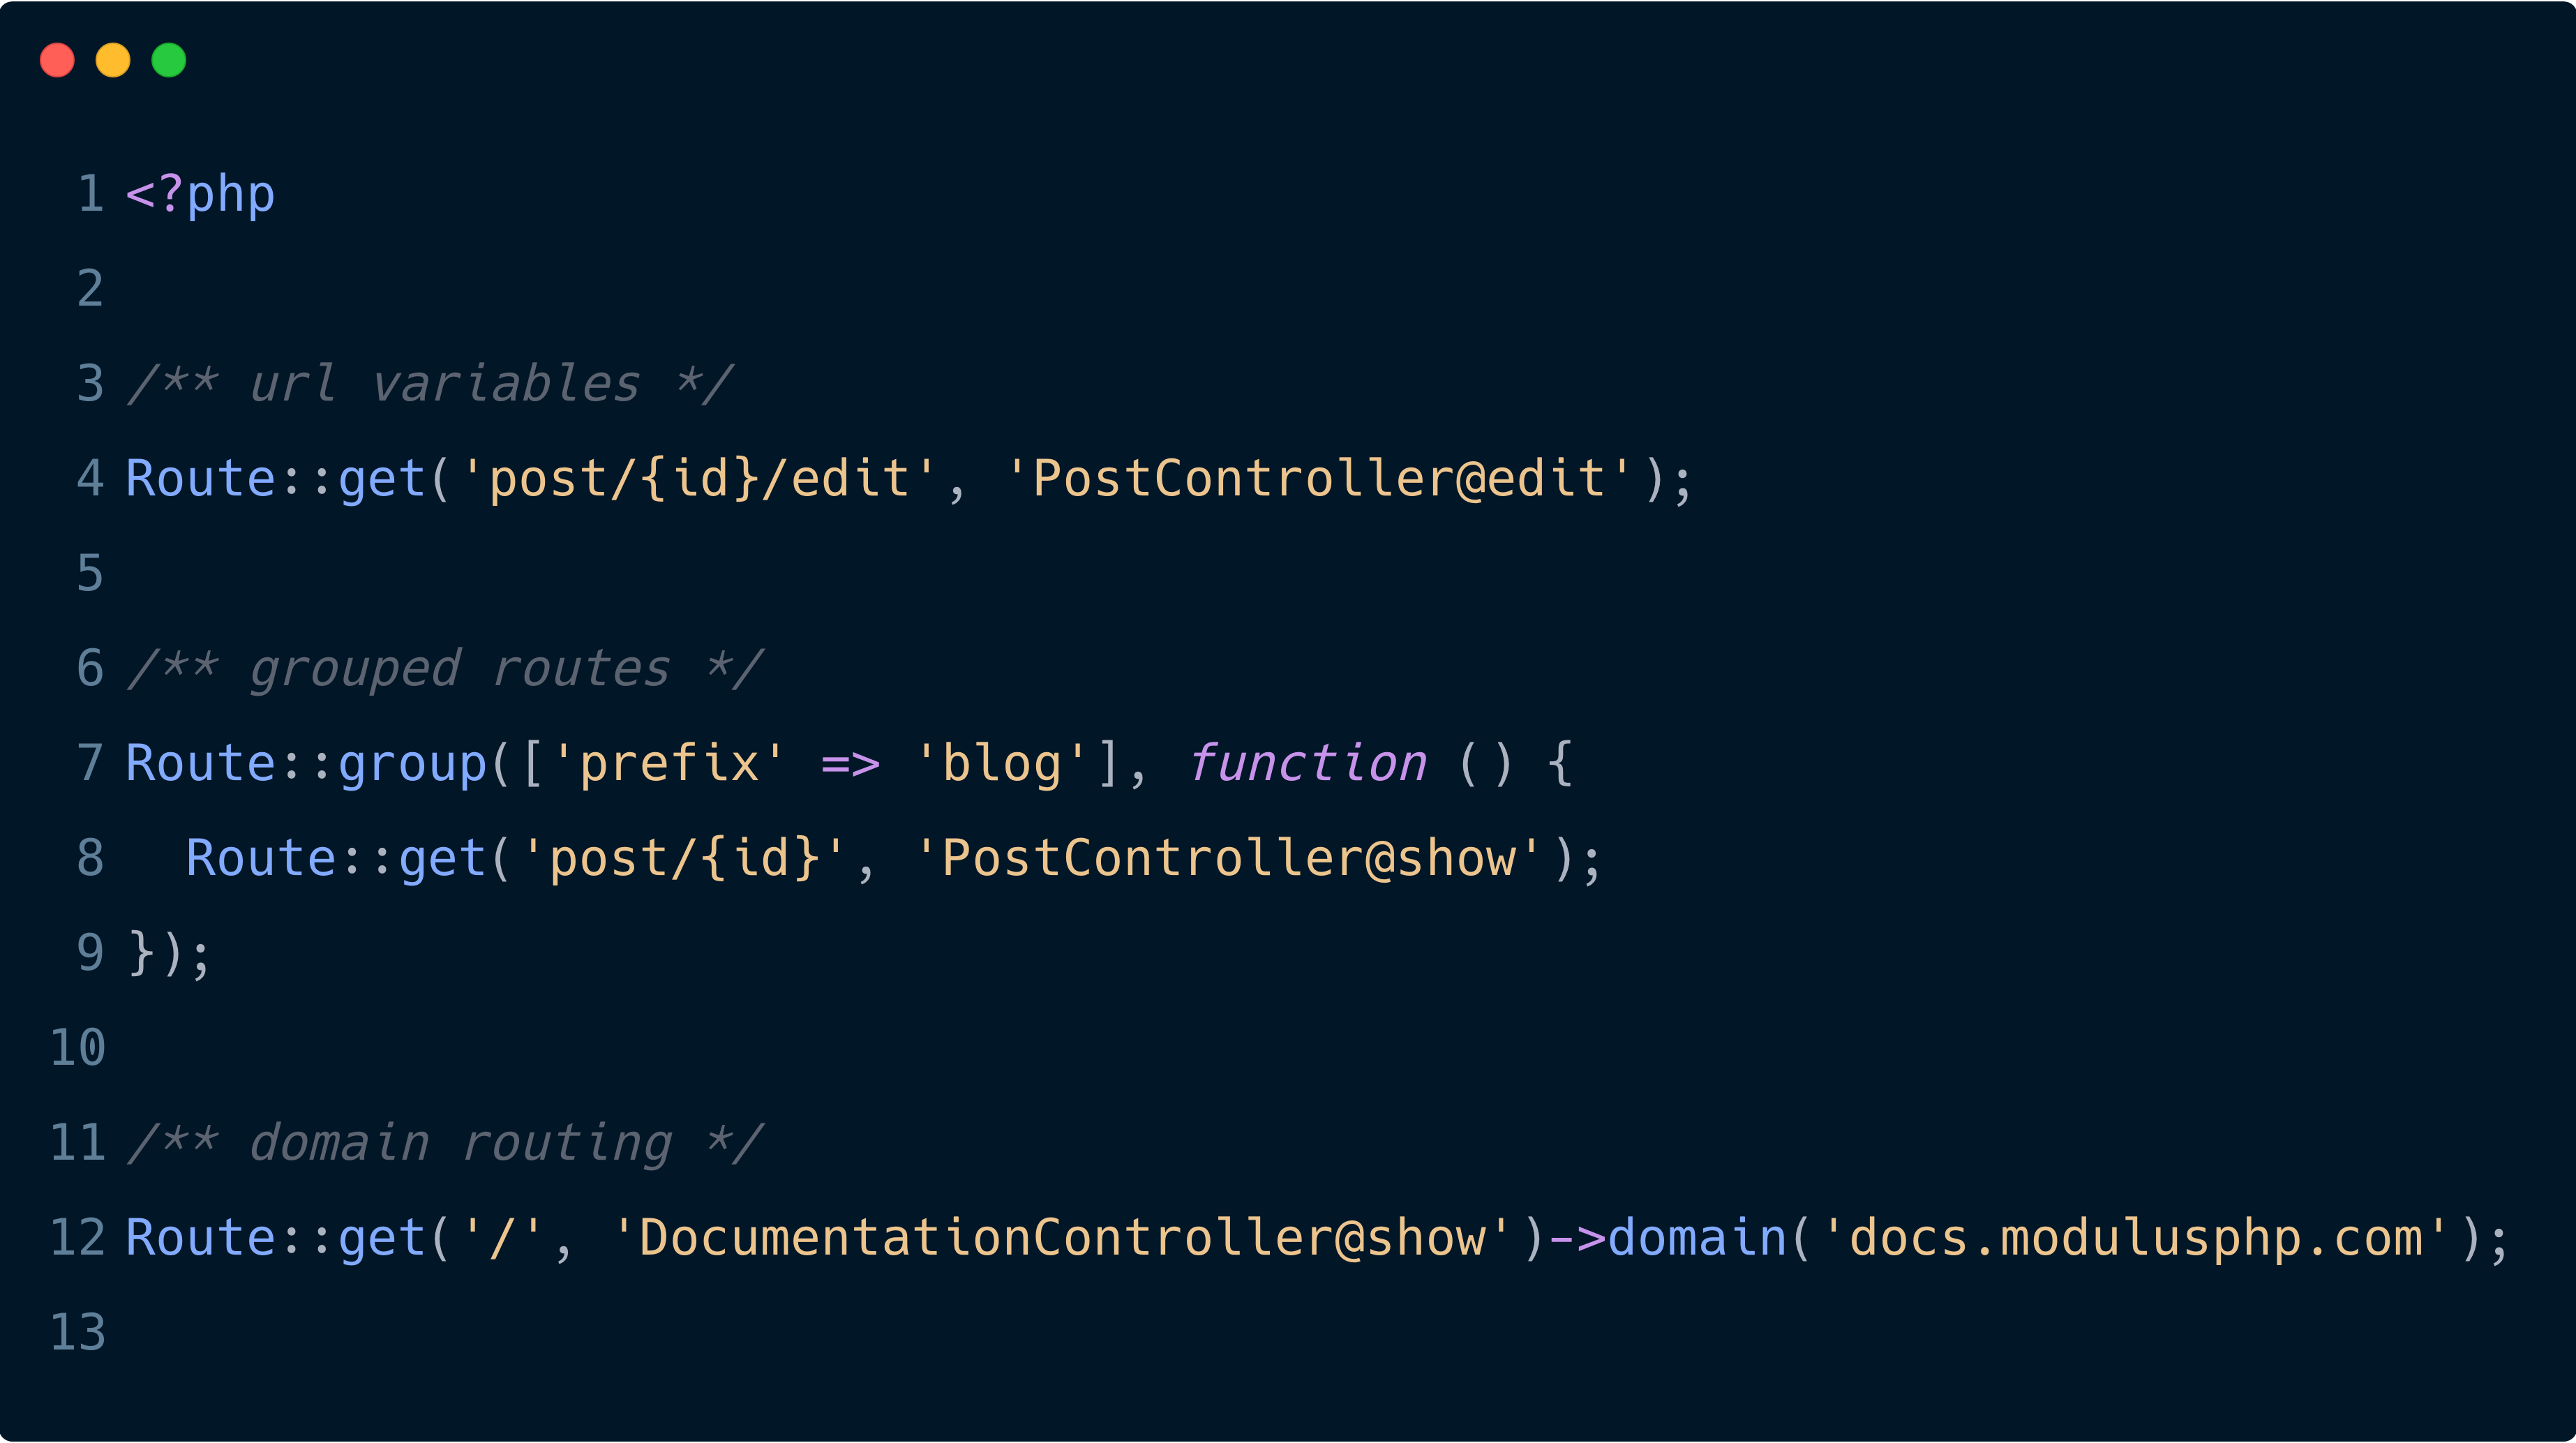 1 <?php
2
3 /** url variables */
4 Route::get('post/{id}/edit', 'PostController@edit');
5
6 /** grouped routes */
7 Route::group(['prefix' => 'blog'], function () {
8   Route::get('post/{id}', 'PostController@show');
9 });
10
11 /** domain routing */
12 Route::get('/', 'DocumentationController@show')->domain('docs.modulusphp.com');
13